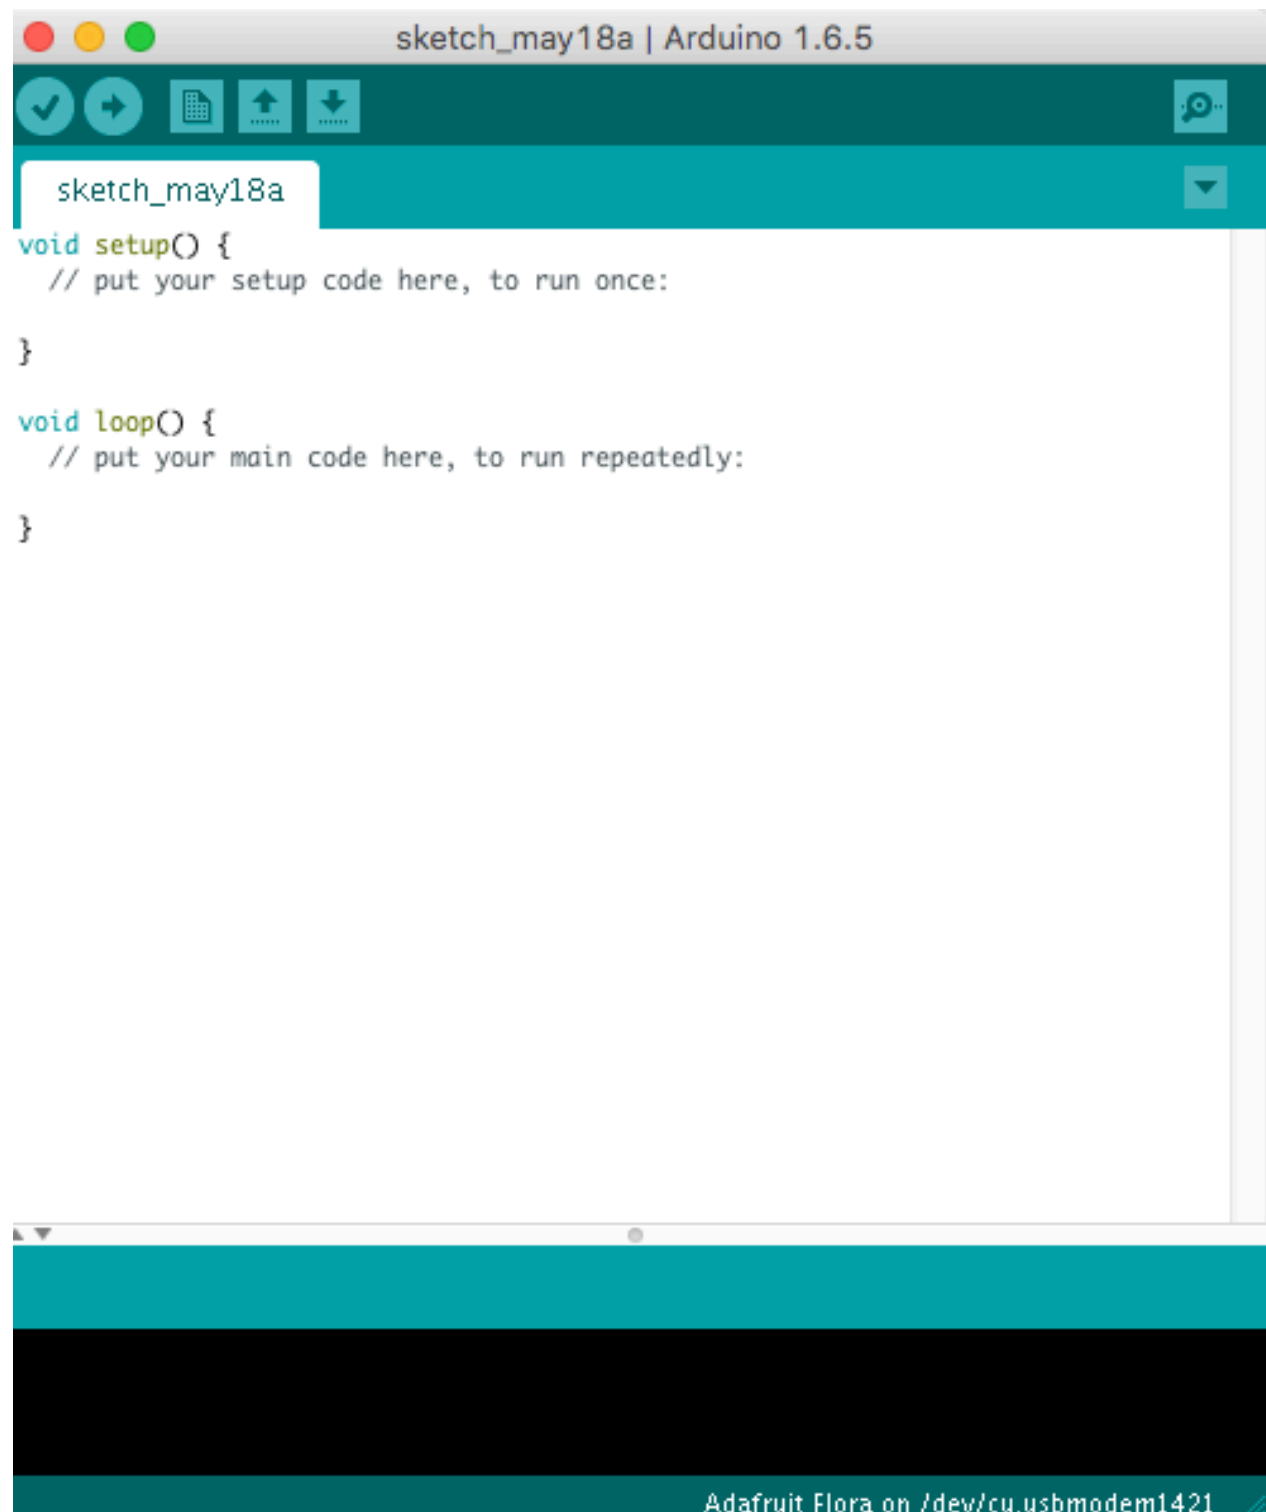 sketch_may18a | Arduino 1.6.5
sketch_may18a
void setup() {
  // put your setup code here, to run once:
}
void loop() {
  // put your main code here, to run repeatedly:
}
Adafruit Flora on /dev/cu.usbmodem1421